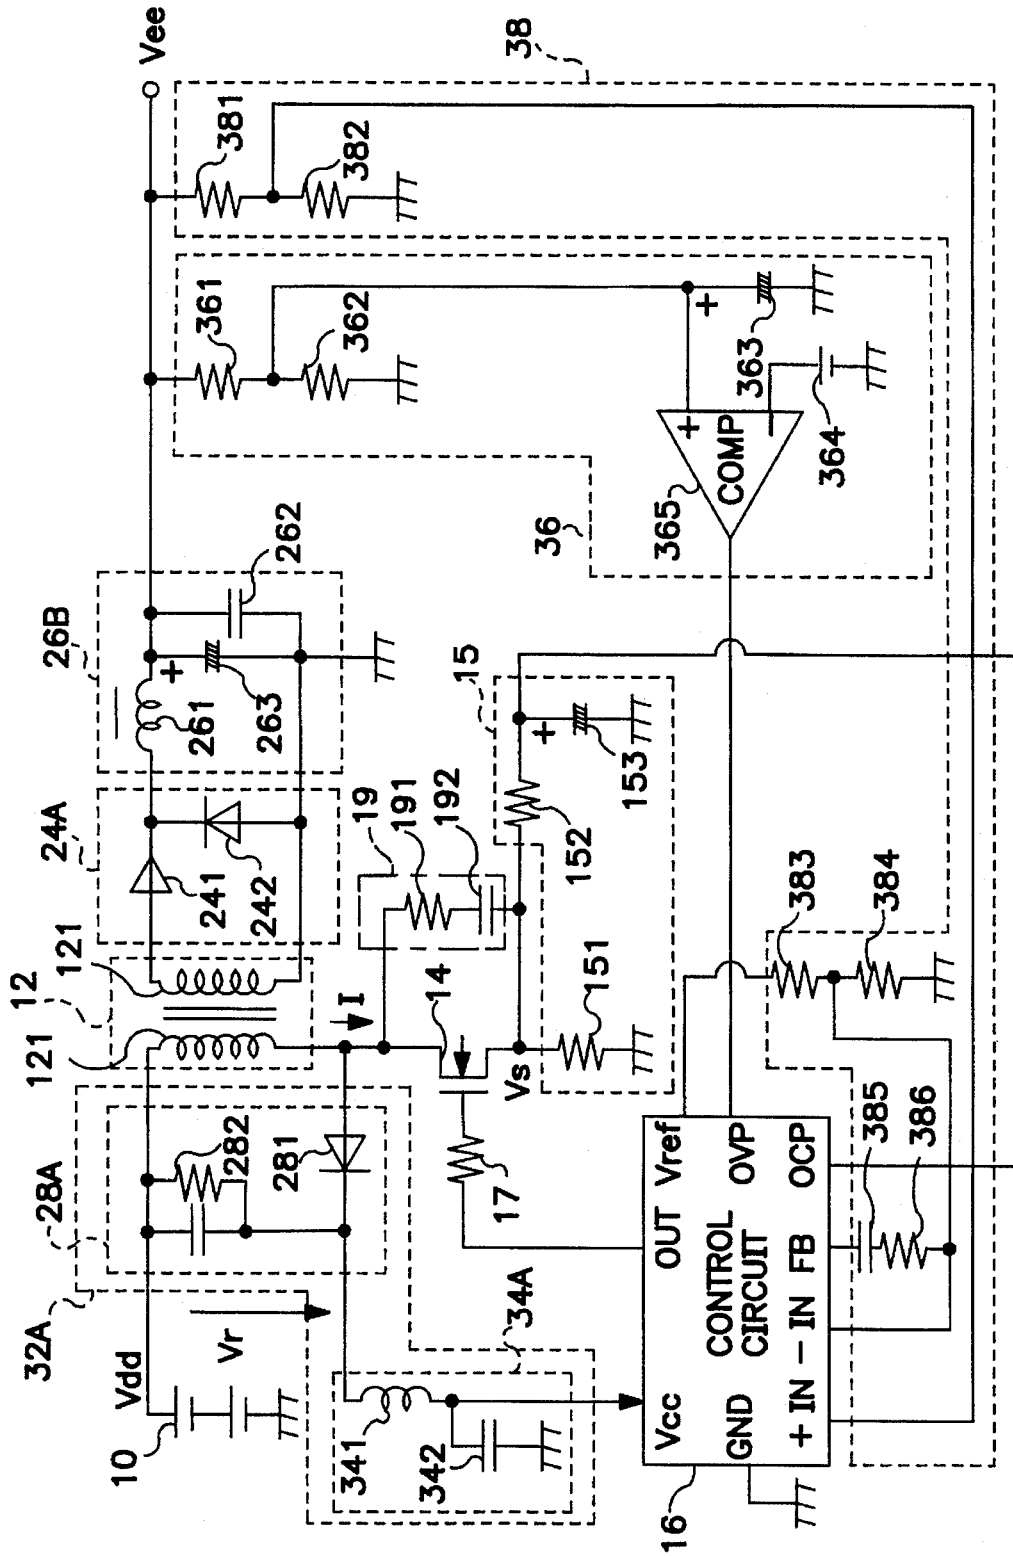 32A
28A
121
12
121
24A
26B
Vee
Vdd
10
Vr
282
281
I
241
242
261
+
263
262
361
362
381
382
38
34A
341
342
17
14
Vs
19
191
192
15
152
+
153
151
36
365
COMP
+
−
+
363
364
16
Vcc
GND
OUT
Vref
CONTROL
CIRCUIT
OVP
+ IN
− IN
FB
OCP
383
384
385
386